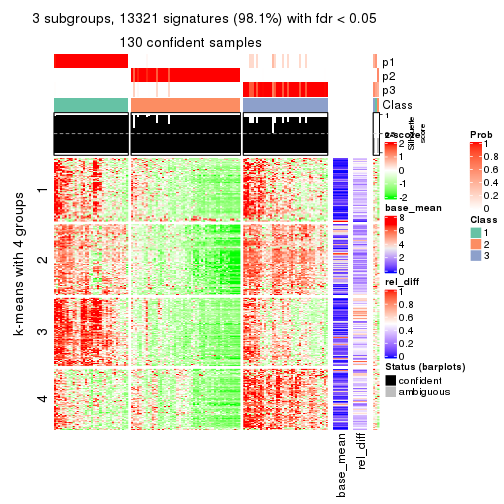 3 subgroups, 13321 signatures (98.1%) with fdr < 0.05
130 confident samples
p1
p2
p3
Class
1
0
Silhouette
score
z-score
2
1
0
-1
-2
base_mean
8
6
4
2
0
rel_diff
1
0.8
0.6
0.4
0.2
0
Status (barplots)
confident
ambiguous
Prob
1
0.8
0.6
0.4
0.2
0
Class
1
2
3
k-means with 4 groups
1
2
3
4
base_mean
rel_diff